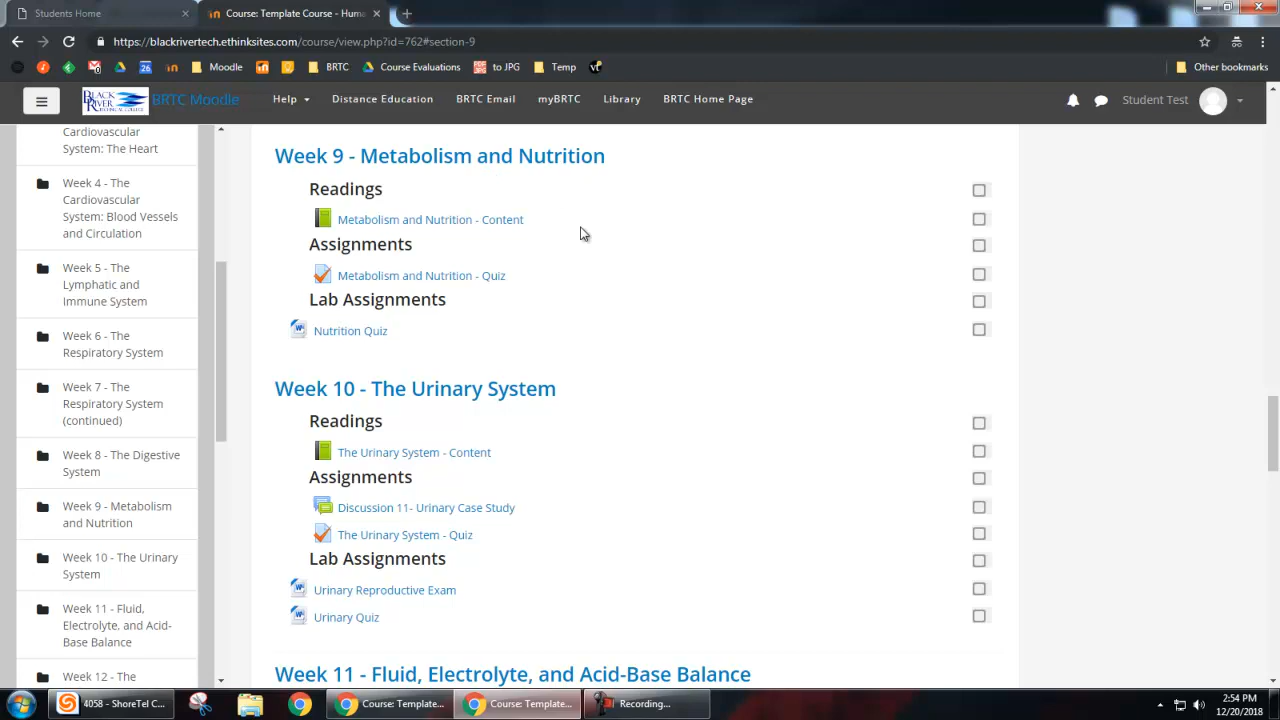 Students Home
Course: Template Course - Huma
https://blackrivertech.ethinksites.com/course/view.php?id=762#section-9
26
Moodle
BRTC
Course Evaluations
to JPG
Temp
vt
Other bookmarks
BLACK RIVER
BRTC Moodle
Help
Distance Education
BRTC Email
myBRTC
Library
BRTC Home Page
Student Test
Cardiovascular
System: The Heart
Week 4 - The
Cardiovascular
System: Blood Vessels
and Circulation
Week 5 - The
Lymphatic and
Immune System
Week 6 - The
Respiratory System
Week 7 - The
Respiratory System
(continued)
Week 8 - The Digestive
System
Week 9 - Metabolism
and Nutrition
Week 10 - The Urinary
System
Week 11 - Fluid,
Electrolyte, and Acid-
Base Balance
Week 12 - The
Week 9 - Metabolism and Nutrition
Readings
Metabolism and Nutrition - Content
Assignments
Metabolism and Nutrition - Quiz
Lab Assignments
Nutrition Quiz
Week 10 - The Urinary System
Readings
The Urinary System - Content
Assignments
Discussion 11- Urinary Case Study
The Urinary System - Quiz
Lab Assignments
Urinary Reproductive Exam
Urinary Quiz
Week 11 - Fluid, Electrolyte, and Acid-Base Balance
4058 - ShoreTel C...
Course: Template...
Course: Template...
Recording...
2:54 PM
12/20/2018